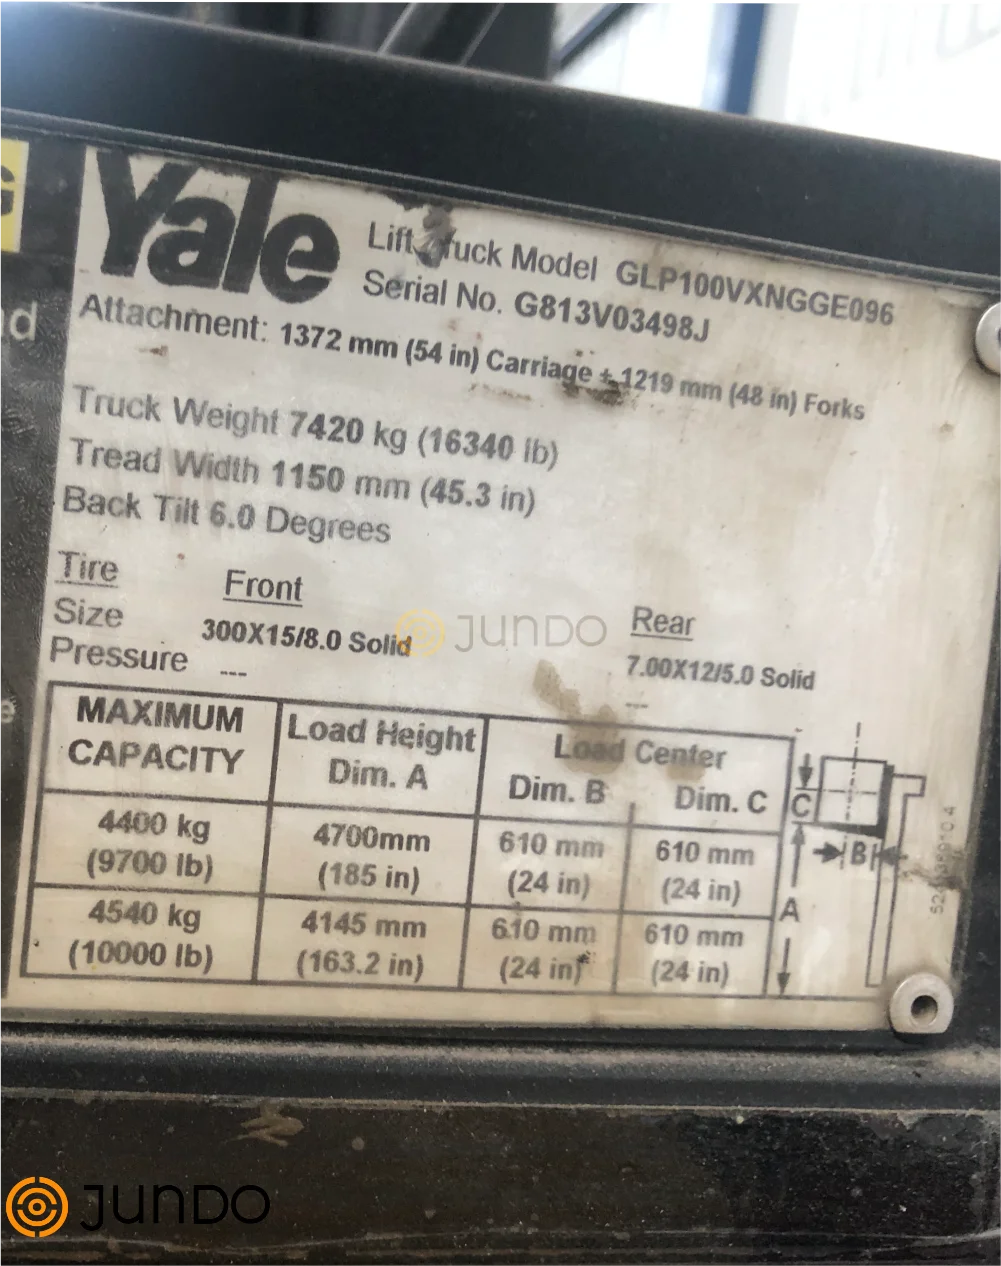 Yale
Lift Truck Model GLP100VXNGGE096
Serial No. G813V03498J
Attachment: 1372 mm (54 in) Carriage + 1219 mm (48 in) Forks
Truck Weight 7420 kg (16340 lb)
Tread Width 1150 mm (45.3 in)
Back Tilt 6.0 Degrees
Tire Front Rear
Size 300X15/8.0 Solid 7.00X12/5.0 Solid
Pressure --- ---
JUNDO
MAXIMUM CAPACITY Load Height Dim. A Load Center Dim. B Dim. C
4400 kg 4700mm 610 mm 610 mm
(9700 lb) (185 in) (24 in) (24 in)
4540 kg 4145 mm 610 mm 610 mm
(10000 lb) (163.2 in) (24 in) (24 in)
C
B
A
G
nd
e
JUNDO